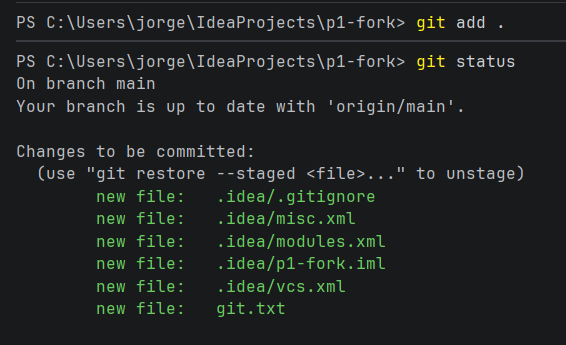 PS C:\Users\jorge\IdeaProjects\p1-fork> git add .
PS C:\Users\jorge\IdeaProjects\p1-fork> git status
On branch main
Your branch is up to date with 'origin/main'.
Changes to be committed:
  (use "git restore --staged <file>..." to unstage)
        new file:   .idea/.gitignore
        new file:   .idea/misc.xml
        new file:   .idea/modules.xml
        new file:   .idea/p1-fork.iml
        new file:   .idea/vcs.xml
        new file:   git.txt